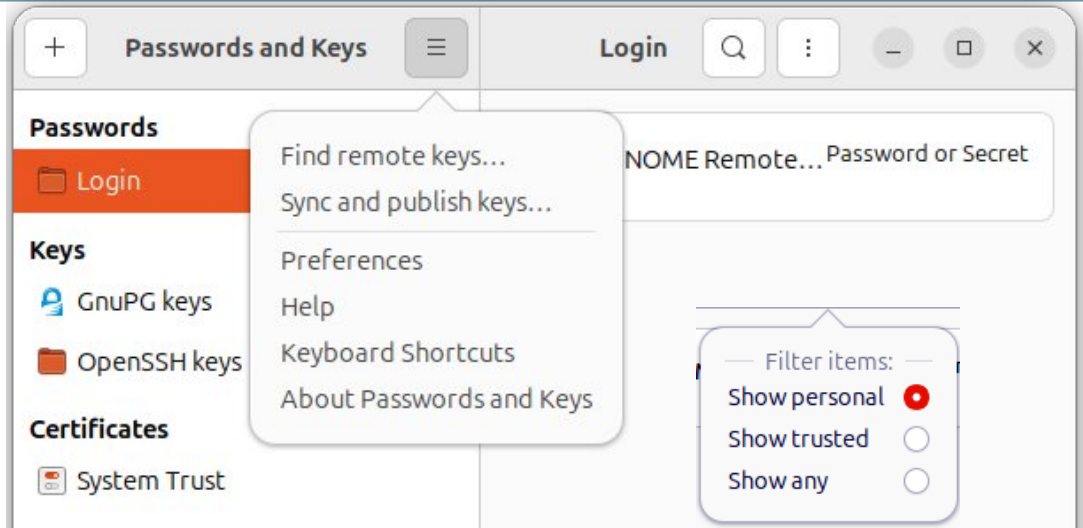 Passwords and Keys
Login
Passwords
Login
Keys
GnuPG keys
OpenSSH keys
Certificates
System Trust
Find remote keys…
Sync and publish keys…
Preferences
Help
Keyboard Shortcuts
About Passwords and Keys
NOME Remote… Password or Secret
Filter items:
Show personal
Show trusted
Show any